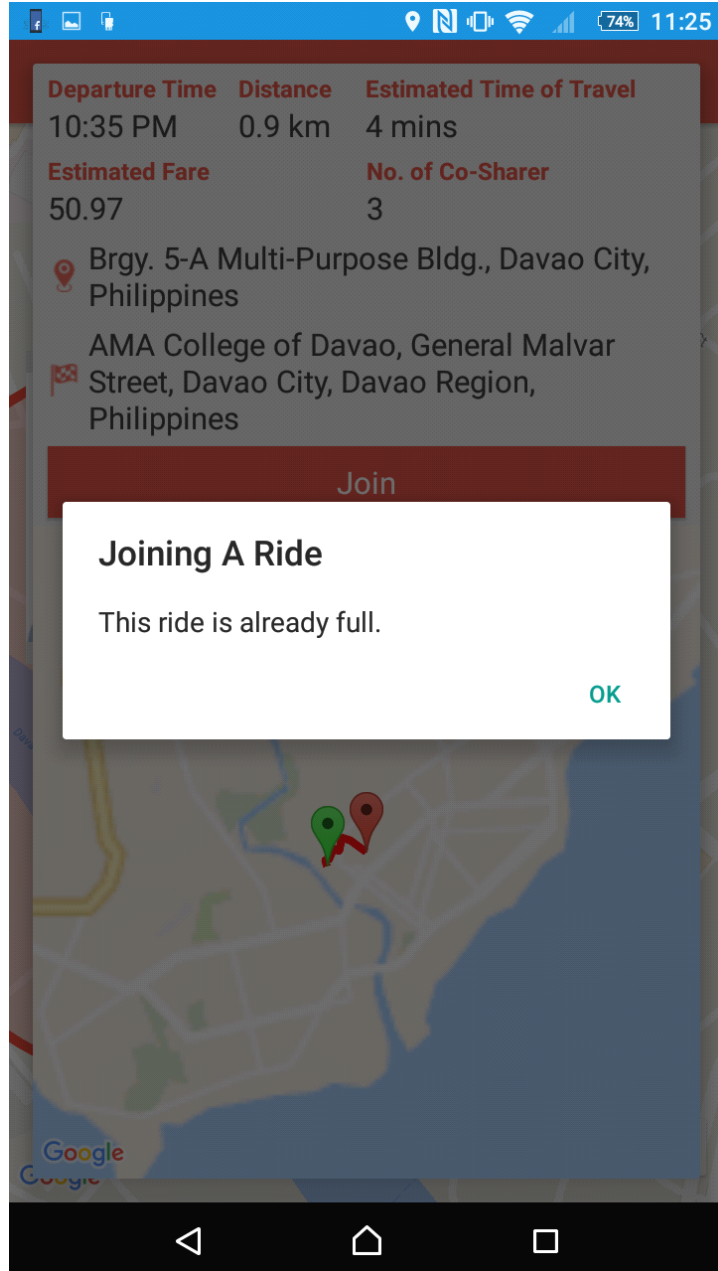 74% 11:25
Departure Time Distance Estimated Time of Travel
10:35 PM 0.9 km 4 mins
Estimated Fare No. of Co-Sharer
50.97 3
Brgy. 5-A Multi-Purpose Bldg., Davao City,
Philippines
AMA College of Davao, General Malvar
Street, Davao City, Davao Region,
Philippines
Join
Joining A Ride
This ride is already full.
OK
Google
Google